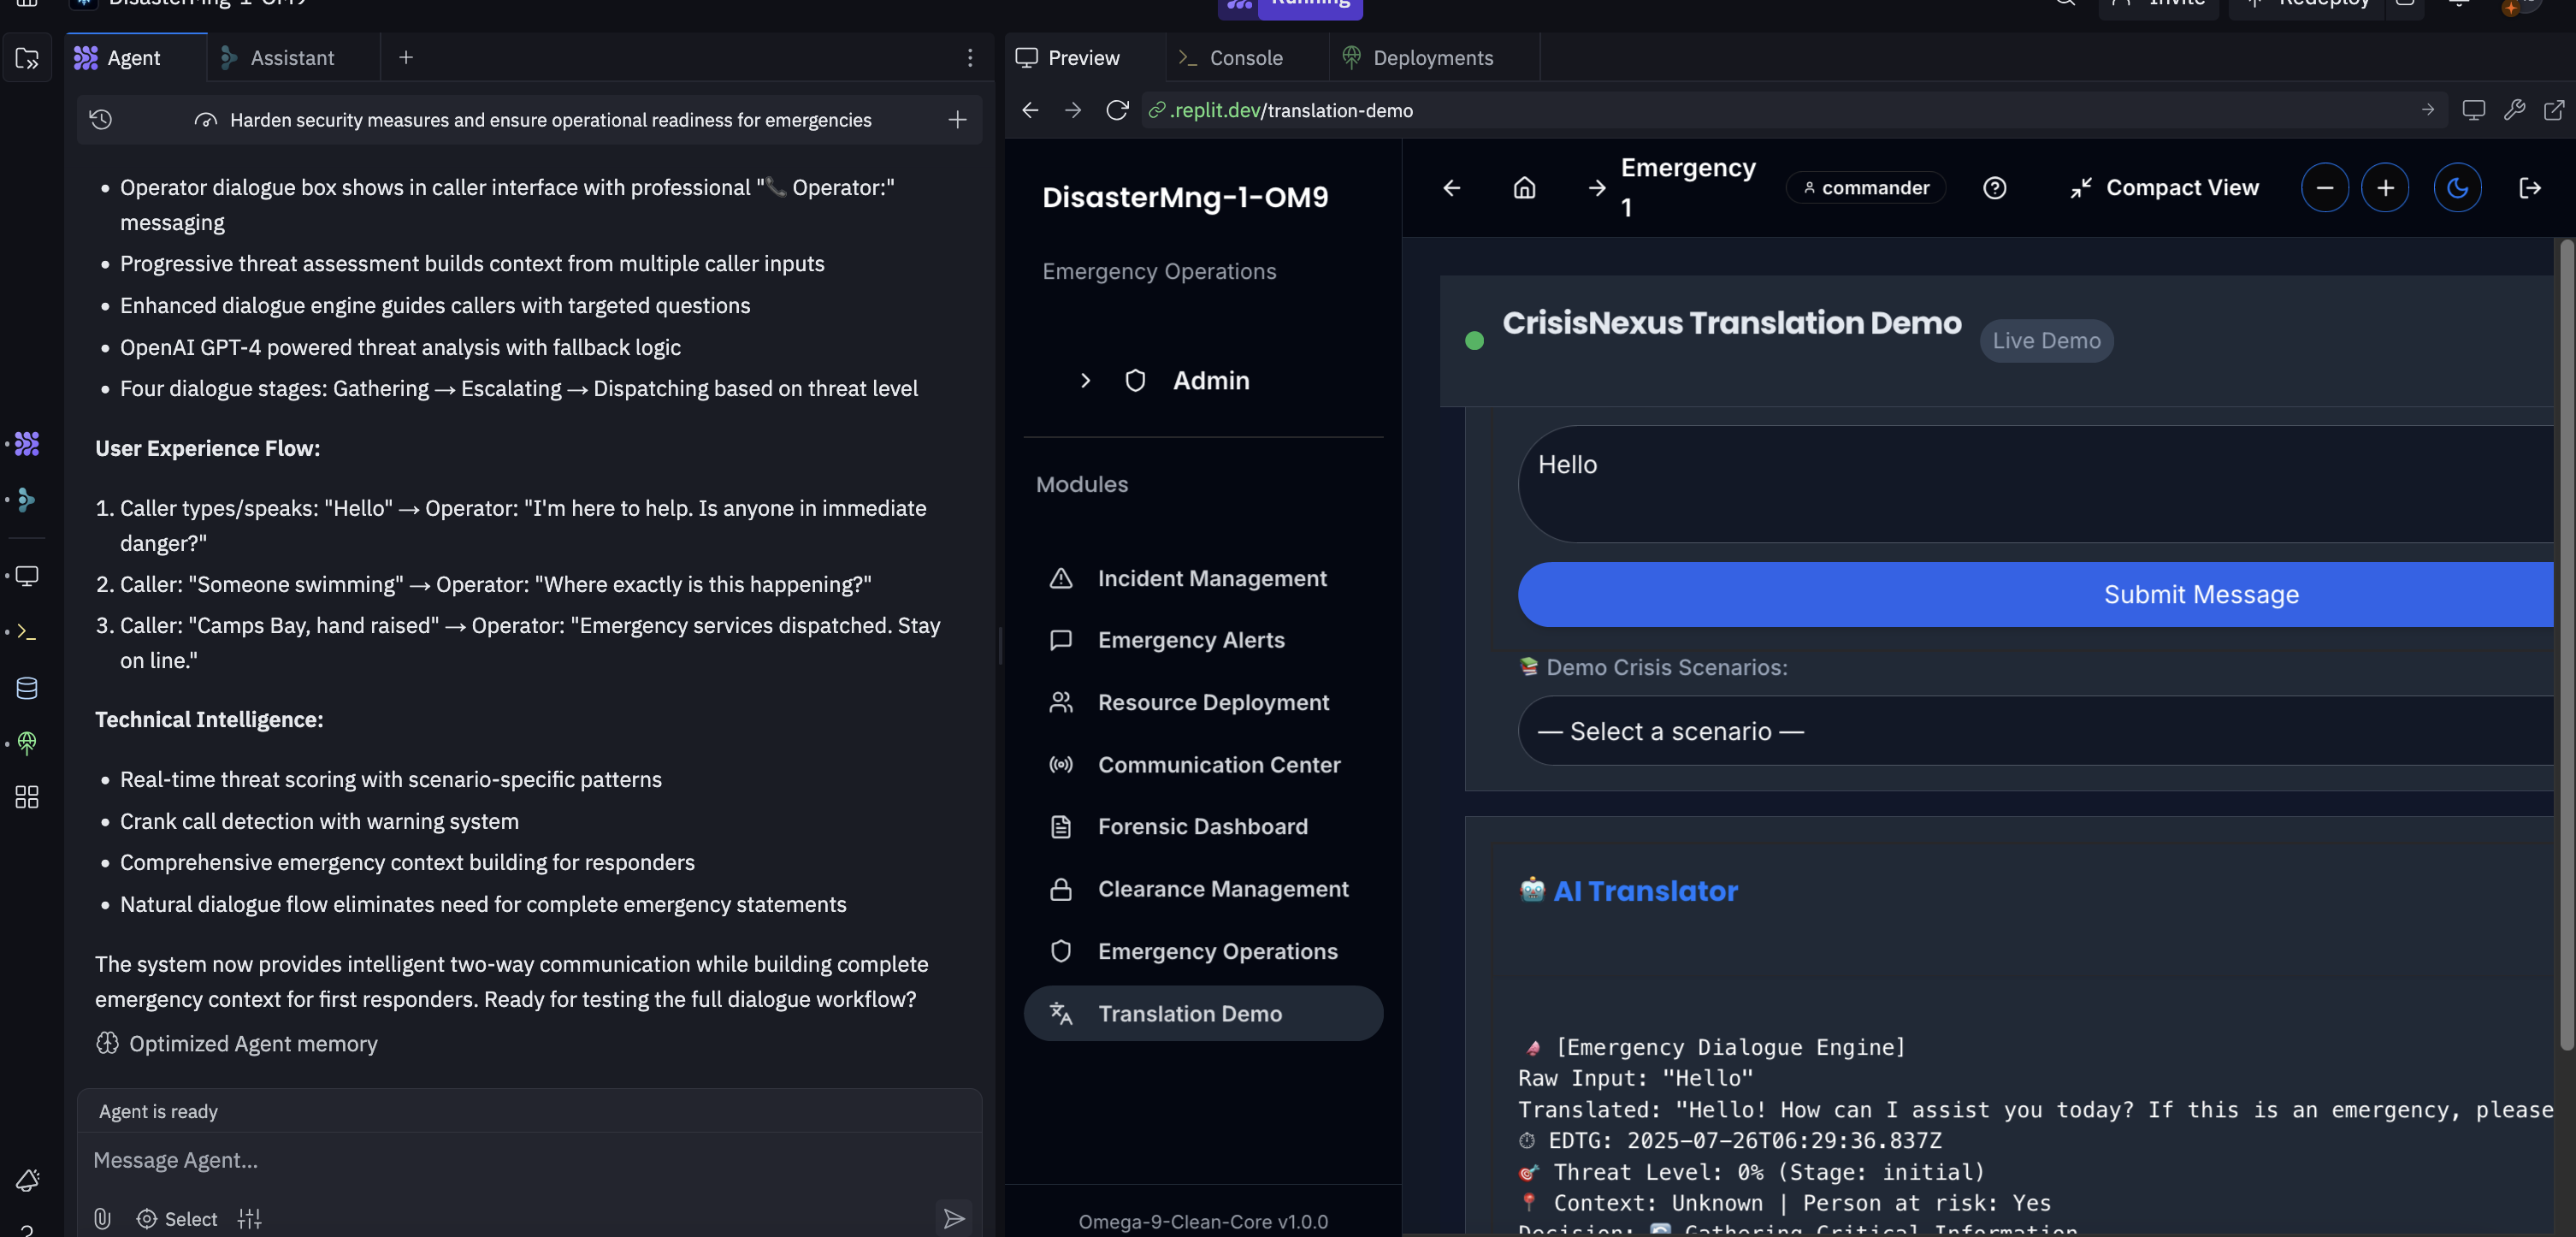 DisasterMng-1-OM9
Running
Invite
Redeploy
Agent
Assistant
Harden security measures and ensure operational readiness for emergencies
• Operator dialogue box shows in caller interface with professional "📞 Operator:"
messaging
• Progressive threat assessment builds context from multiple caller inputs
• Enhanced dialogue engine guides callers with targeted questions
• OpenAI GPT-4 powered threat analysis with fallback logic
• Four dialogue stages: Gathering → Escalating → Dispatching based on threat level
User Experience Flow:
1. Caller types/speaks: "Hello" → Operator: "I'm here to help. Is anyone in immediate
danger?"
2. Caller: "Someone swimming" → Operator: "Where exactly is this happening?"
3. Caller: "Camps Bay, hand raised" → Operator: "Emergency services dispatched. Stay
on line."
Technical Intelligence:
• Real-time threat scoring with scenario-specific patterns
• Crank call detection with warning system
• Comprehensive emergency context building for responders
• Natural dialogue flow eliminates need for complete emergency statements
The system now provides intelligent two-way communication while building complete
emergency context for first responders. Ready for testing the full dialogue workflow?
Optimized Agent memory
Agent is ready
Message Agent...
Select
Preview
Console
Deployments
.replit.dev/translation-demo
DisasterMng-1-OM9
Emergency Operations
Admin
Modules
Incident Management
Emergency Alerts
Resource Deployment
Communication Center
Forensic Dashboard
Clearance Management
Emergency Operations
Translation Demo
Omega-9-Clean-Core v1.0.0
Emergency
1
commander
Compact View
CrisisNexus Translation Demo
Live Demo
Hello
Submit Message
📚 Demo Crisis Scenarios:
— Select a scenario —
🤖 AI Translator
[Emergency Dialogue Engine]
Raw Input: "Hello"
Translated: "Hello! How can I assist you today? If this is an emergency, please
⏱ EDTG: 2025-07-26T06:29:36.837Z
🎯 Threat Level: 0% (Stage: initial)
📍 Context: Unknown | Person at risk: Yes
Decision: 🔄 Gathering Critical Information